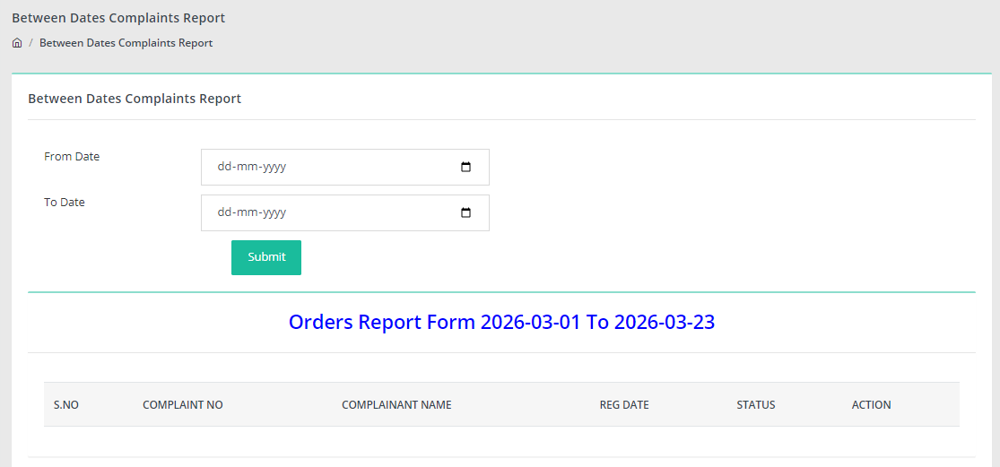 Between Dates Complaints Report
/ Between Dates Complaints Report
Between Dates Complaints Report
From Date
dd-mm-yyyy
To Date
dd-mm-yyyy
Submit
Orders Report Form 2026-03-01 To 2026-03-23
S.NO COMPLAINT NO COMPLAINANT NAME REG DATE STATUS ACTION